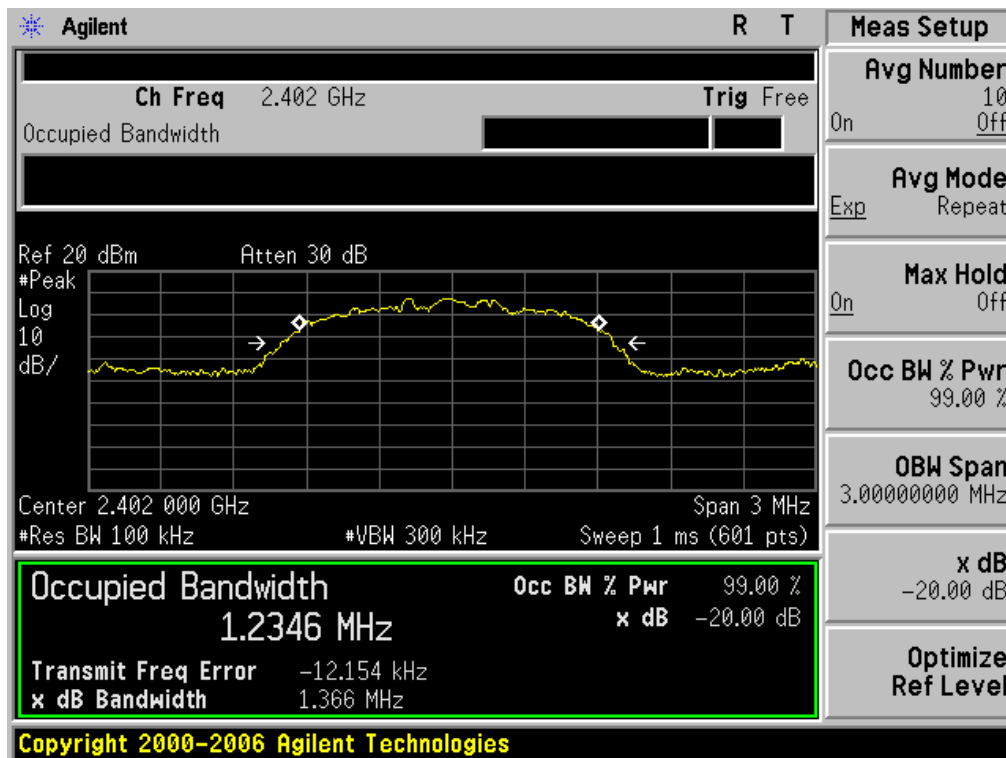 Agilent R T
Ch Freq 2.402 GHz Trig Free
Occupied Bandwidth
Ref 20 dBm Atten 30 dB
#Peak
Log
10
dB/
Center 2.402 000 GHz Span 3 MHz
#Res BW 100 kHz #VBW 300 kHz Sweep 1 ms (601 pts)
Occupied Bandwidth Occ BW % Pwr 99.00 %
1.2346 MHz x dB -20.00 dB
Transmit Freq Error -12.154 kHz
x dB Bandwidth 1.366 MHz
Copyright 2000-2006 Agilent Technologies
Meas Setup
Avg Number
10
On Off
Avg Mode
Exp Repeat
Max Hold
On Off
Occ BW % Pwr
99.00 %
OBW Span
3.00000000 MHz
x dB
-20.00 dB
Optimize
Ref Level